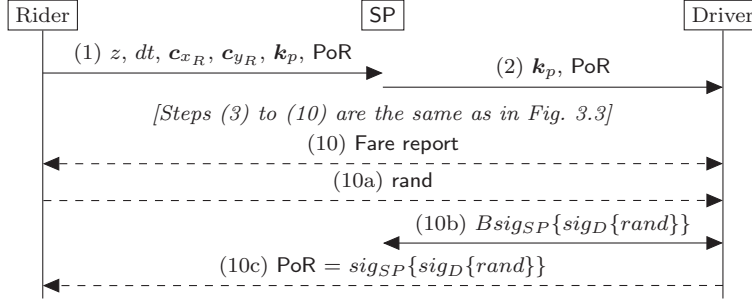 Rider SP Driver
(1) z, dt, c_{x_R}, c_{y_R}, k_p, PoR
(2) k_p, PoR
[Steps (3) to (10) are the same as in Fig. 3.3]
(10) Fare report
(10a) rand
(10b) Bsig_{SP}{sig_D{rand}}
(10c) PoR = sig_{SP}{sig_D{rand}}